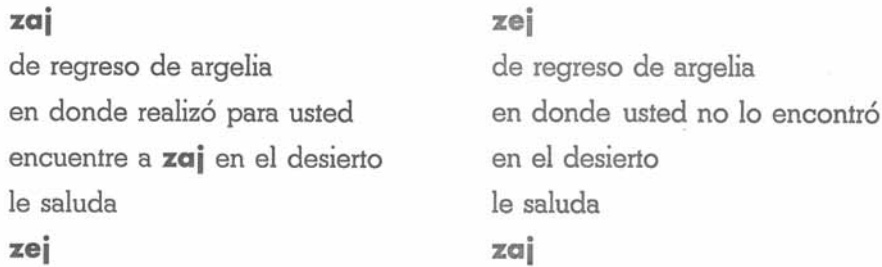 zaj
de regreso de argelia
en donde realizó para usted
encuentre a zaj en el desierto
le saluda
zej
zej
de regreso de argelia
en donde usted no lo encontró
en el desierto
le saluda
zaj